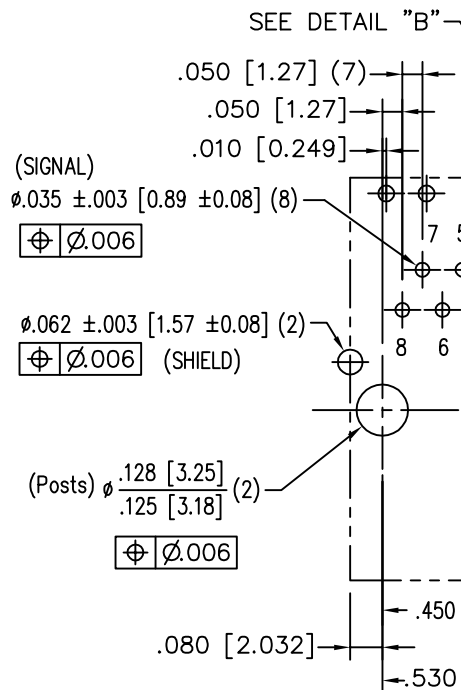 SEE DETAIL "B"
.050 [1.27] (7)
.050 [1.27]
.010 [0.249]
(SIGNAL)
ø.035 ±.003 [0.89 ±0.08] (8)
⌖ Ø.006
7 5
ø.062 ±.003 [1.57 ±0.08] (2)
⌖ Ø.006 (SHIELD)
8 6
(Posts) ø .128 [3.25] (2)
.125 [3.18]
⌖ Ø.006
.450
.080 [2.032]
.530